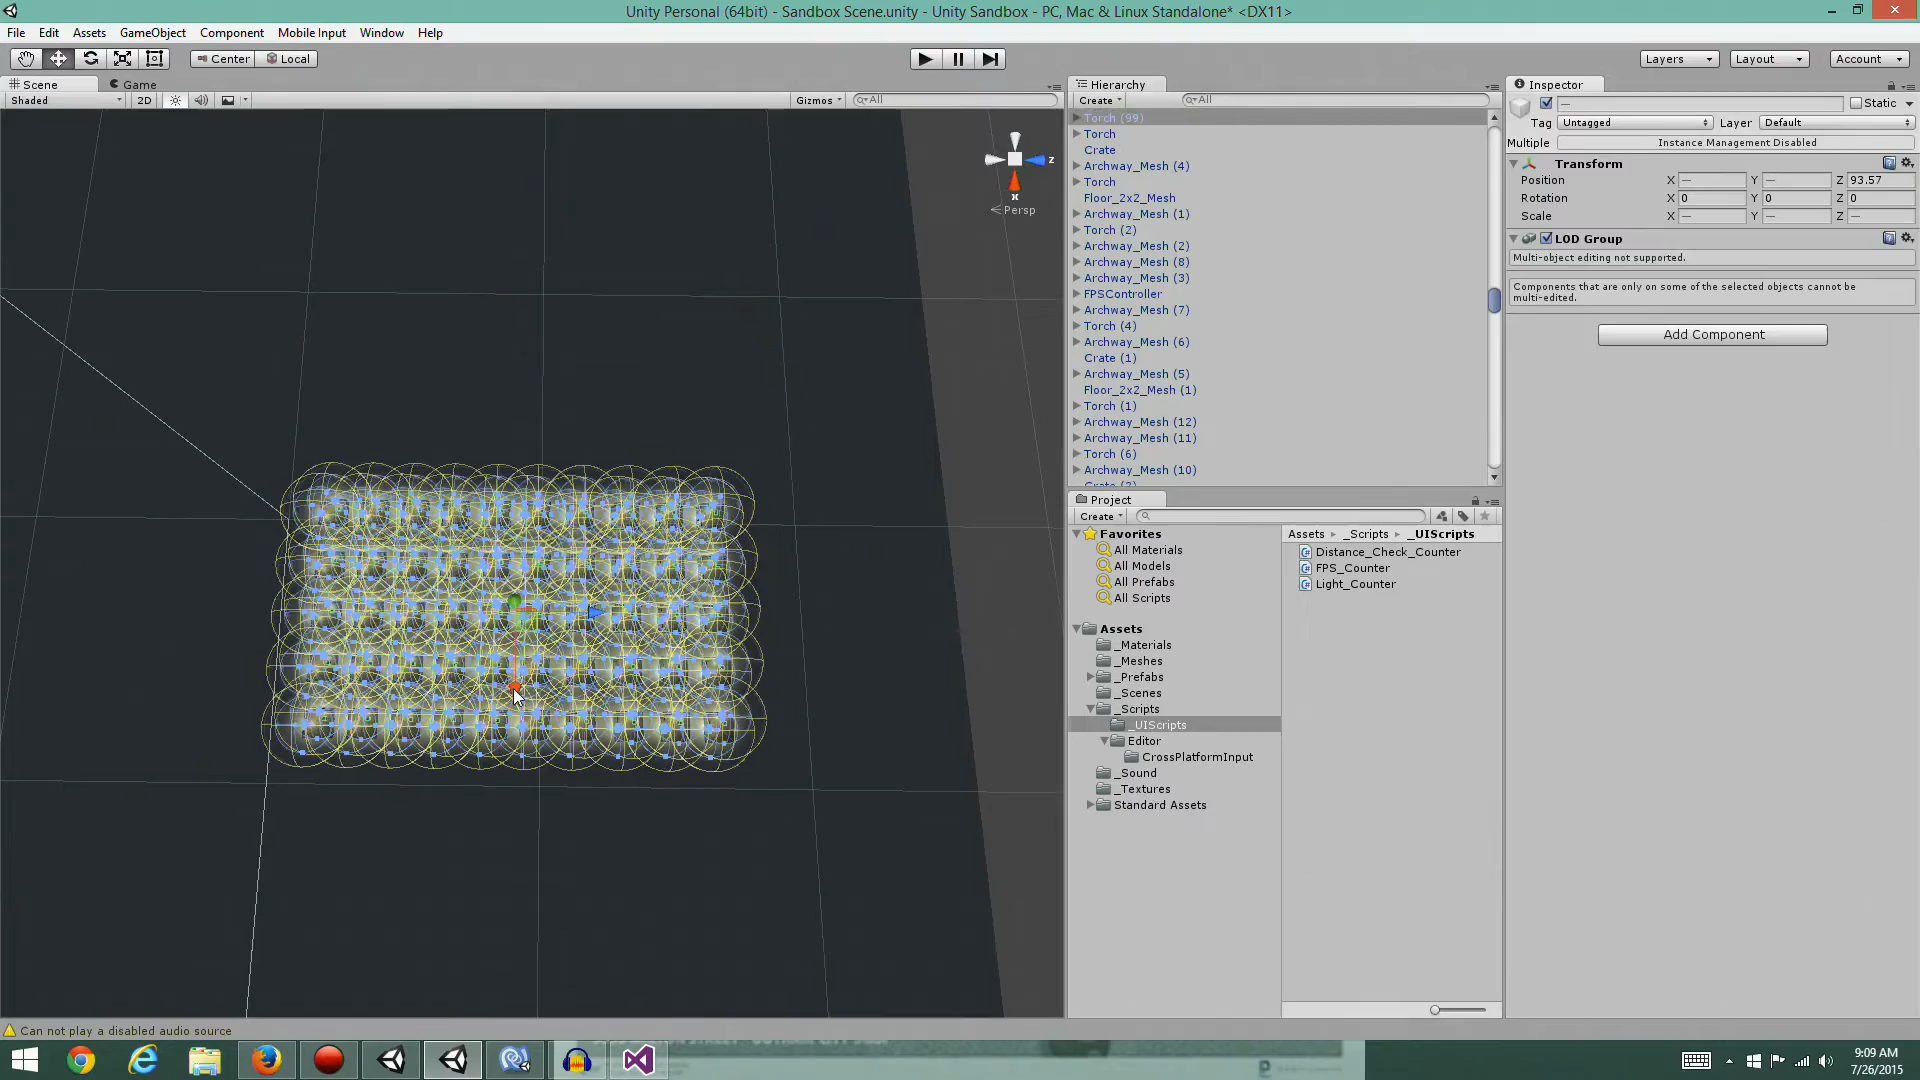 Unity Personal (64bit) - Sandbox Scene.unity - Unity Sandbox - PC, Mac & Linux Standalone* <DX11>
File Edit Assets GameObject Component Mobile Input Window Help
Center Local Layers Layout Account
Scene Game
Shaded 2D Gizmos All
z
x
Persp
Hierarchy
Create All
Torch (99)
Torch
Crate
Archway_Mesh (4)
Torch
Floor_2x2_Mesh
Archway_Mesh (1)
Torch (2)
Archway_Mesh (2)
Archway_Mesh (8)
Archway_Mesh (3)
FPSController
Archway_Mesh (7)
Torch (4)
Archway_Mesh (6)
Crate (1)
Archway_Mesh (5)
Floor_2x2_Mesh (1)
Torch (1)
Archway_Mesh (12)
Archway_Mesh (11)
Torch (6)
Archway_Mesh (10)
Project
Create
Favorites
All Materials
All Models
All Prefabs
All Scripts
Assets
_Materials
_Meshes
_Prefabs
_Scenes
_Scripts
_UIScripts
Editor
CrossPlatformInput
_Sound
_Textures
Standard Assets
Assets _Scripts _UIScripts
Distance_Check_Counter
FPS_Counter
Light_Counter
Inspector
— Static
Tag Untagged Layer Default
Multiple Instance Management Disabled
Transform
Position X — Y — Z 93.57
Rotation X 0 Y 0 Z 0
Scale X — Y — Z —
LOD Group
Multi-object editing not supported.
Components that are only on some of the selected objects cannot be
multi-edited.
Add Component
Can not play a disabled audio source
9:09 AM
7/26/2015